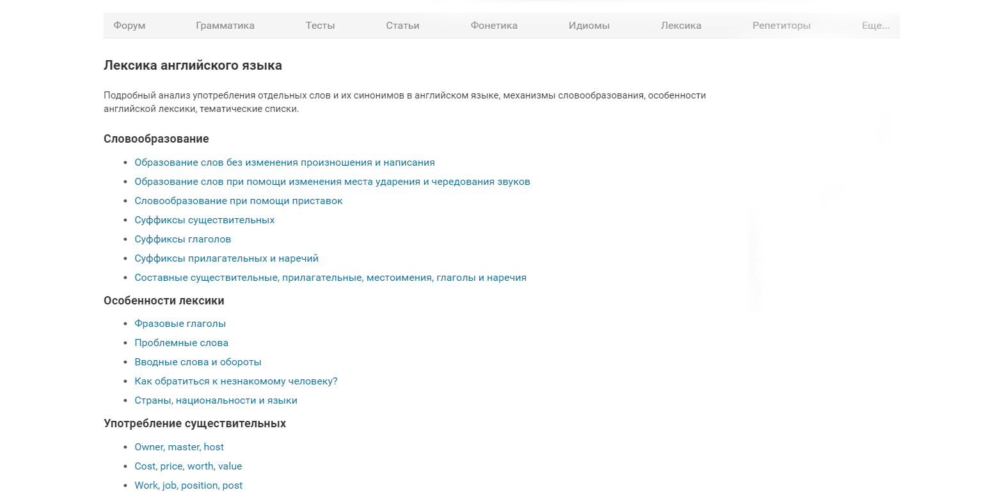 Форум Грамматика Тесты Статьи Фонетика Идиомы Лексика Репетиторы Еще...
Лексика английского языка
Подробный анализ употребления отдельных слов и их синонимов в английском языке, механизмы словообразования, особенности
английской лексики, тематические списки.
Словообразование
Образование слов без изменения произношения и написания
Образование слов при помощи изменения места ударения и чередования звуков
Словообразование при помощи приставок
Суффиксы существительных
Суффиксы глаголов
Суффиксы прилагательных и наречий
Составные существительные, прилагательные, местоимения, глаголы и наречия
Особенности лексики
Фразовые глаголы
Проблемные слова
Вводные слова и обороты
Как обратиться к незнакомому человеку?
Страны, национальности и языки
Употребление существительных
Owner, master, host
Cost, price, worth, value
Work, job, position, post